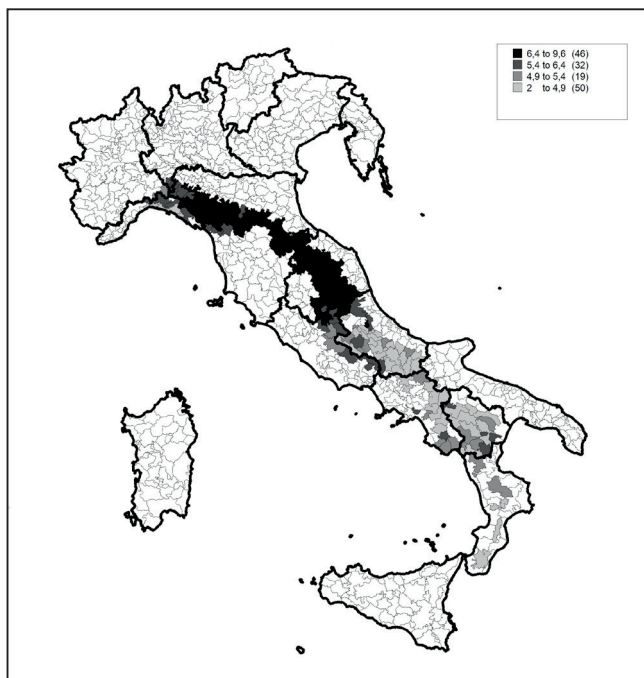 6,4 to 9,6 (46)
5,4 to 6,4 (32)
4,9 to 5,4 (19)
2 to 4,9 (50)